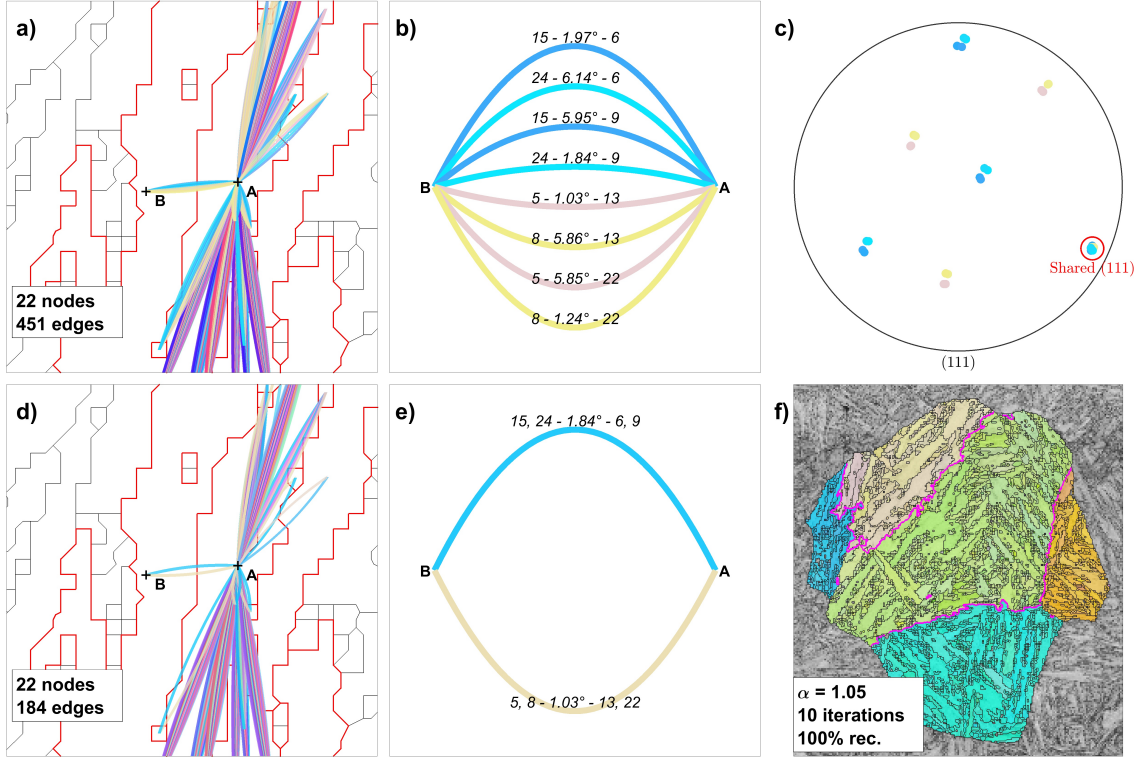 a)
A
B
22 nodes
451 edges
b)
15 - 1.97° - 6
24 - 6.14° - 6
15 - 5.95° - 9
24 - 1.84° - 9
B
A
5 - 1.03° - 13
8 - 5.86° - 13
5 - 5.85° - 22
8 - 1.24° - 22
c)
Shared (111)
(111)
d)
A
B
22 nodes
184 edges
e)
15, 24 - 1.84° - 6, 9
B
A
5, 8 - 1.03° - 13, 22
f)
α = 1.05
10 iterations
100% rec.